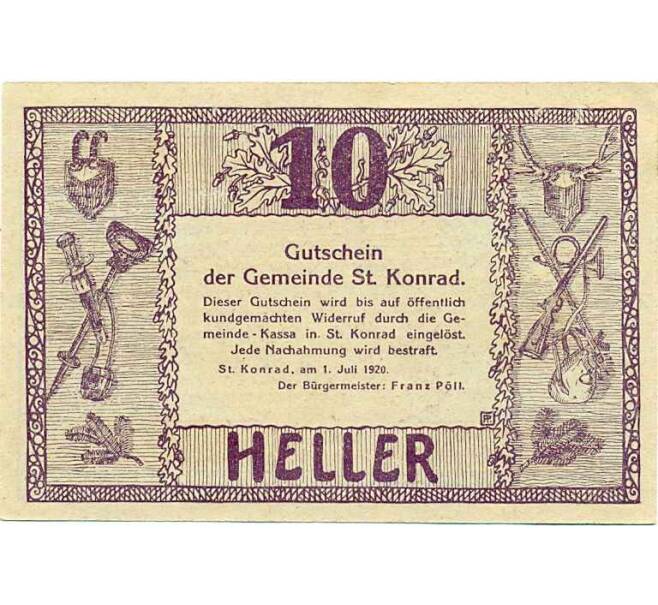 10
Gutschein
der Gemeinde St. Konrad.
Dieser Gutschein wird bis auf öffentlich
kundgemachten Widerruf durch die Ge-
meinde - Kassa in St. Konrad eingelöst.
Jede Nachahmung wird bestraft.
St. Konrad, am 1. Juli 1920.
Der Bürgermeister: Franz Pöll.
HELLER